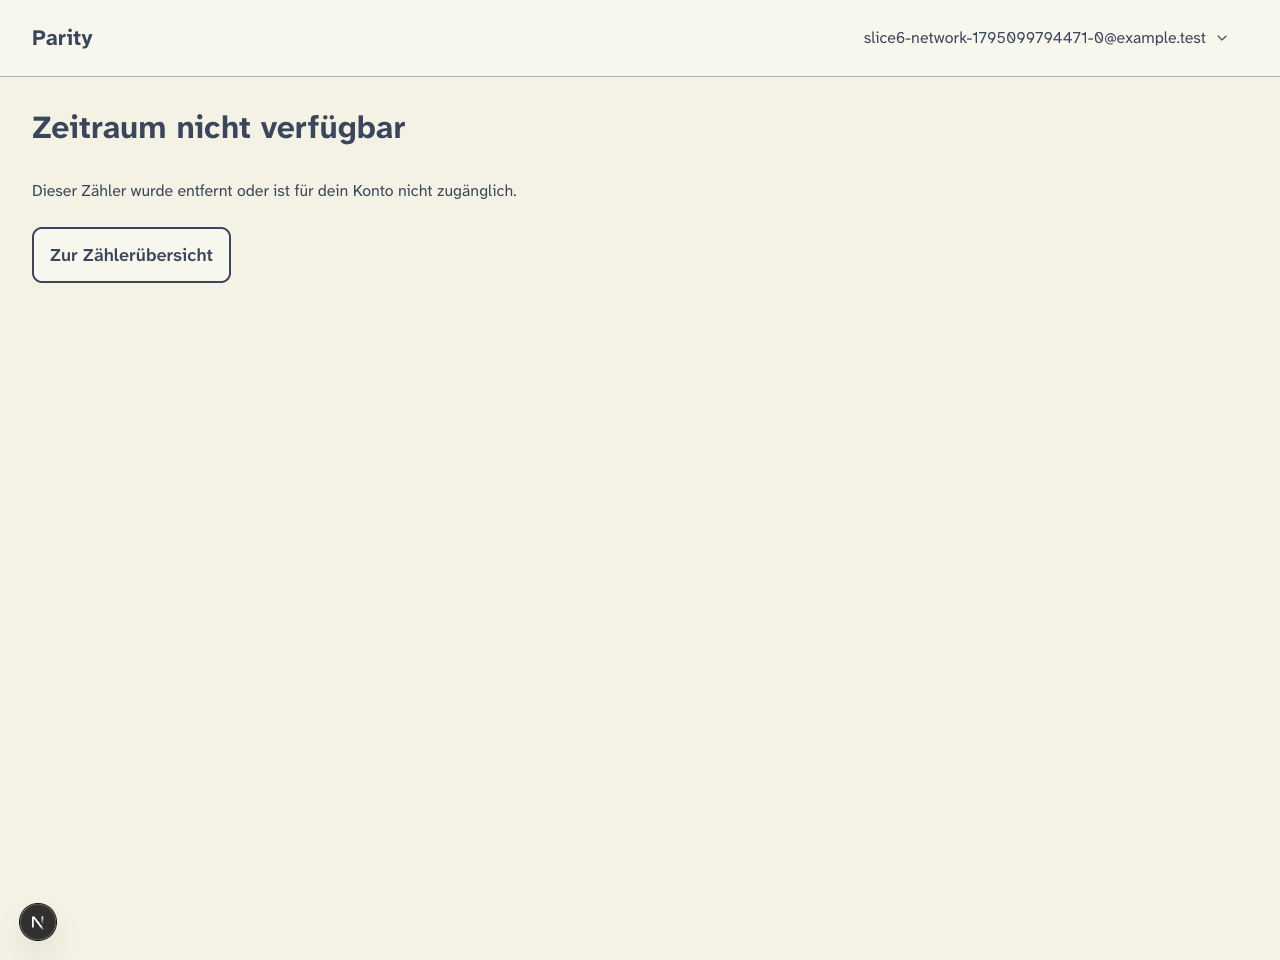 Parity
slice6-network-1795099794471-0@example.test
Zeitraum nicht verfügbar
Dieser Zähler wurde entfernt oder ist für dein Konto nicht zugänglich.
Zur Zählerübersicht
N